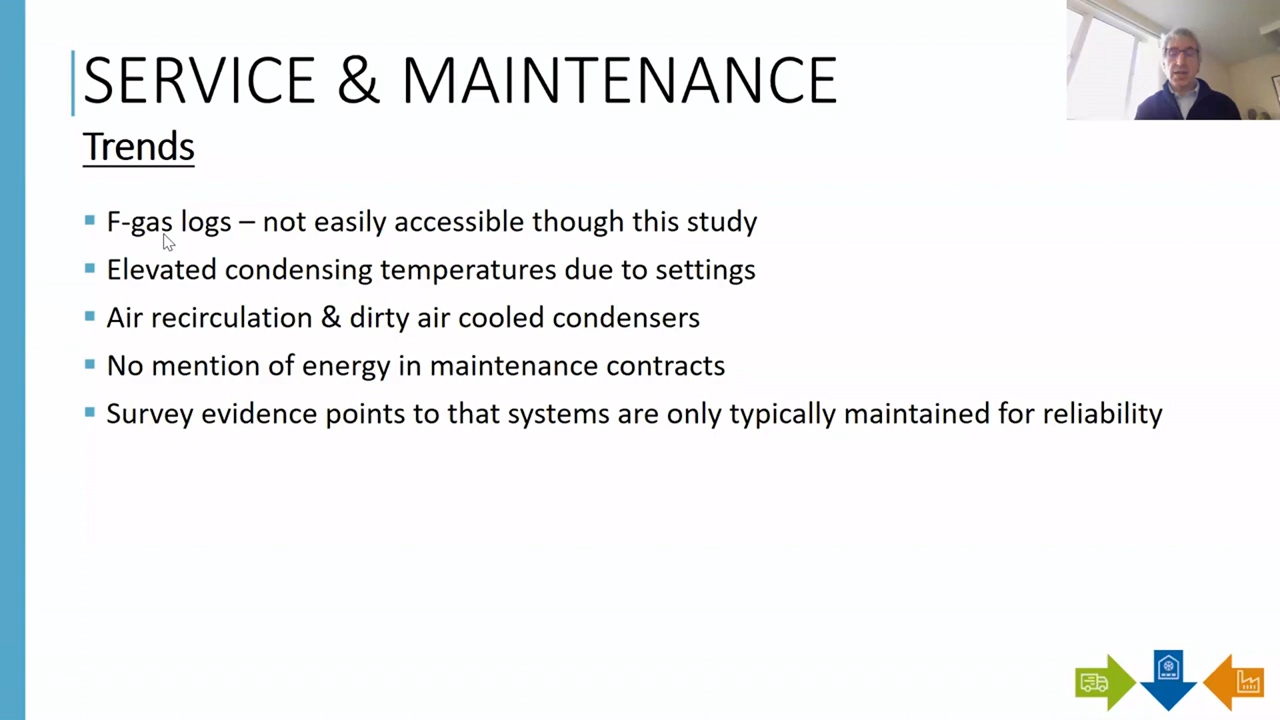 SERVICE & MAINTENANCE
Trends
F-gas logs – not easily accessible though this study
Elevated condensing temperatures due to settings
Air recirculation & dirty air cooled condensers
No mention of energy in maintenance contracts
Survey evidence points to that systems are only typically maintained for reliability